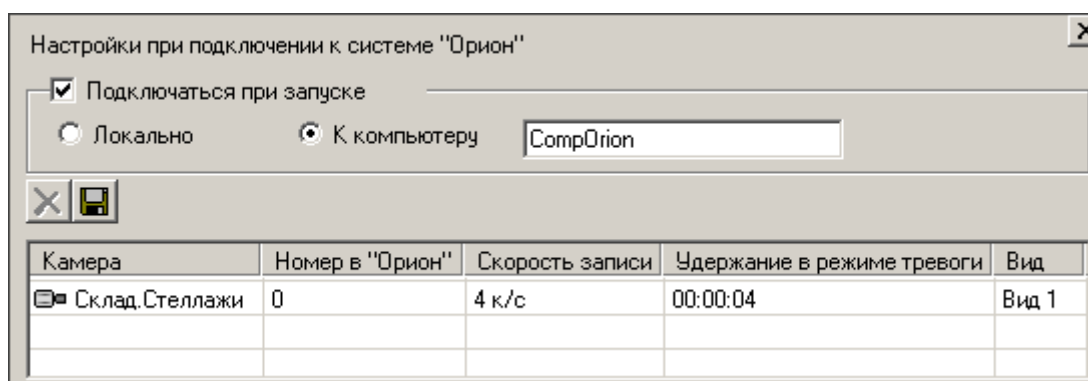 Настройки при подключении к системе "Орион"
Подключаться при запуске
Локально К компьютеру CompOrion
Камера Номер в "Орион" Скорость записи Удержание в режиме тревоги Вид
Склад.Стеллажи 0 4 к/с 00:00:04 Вид 1